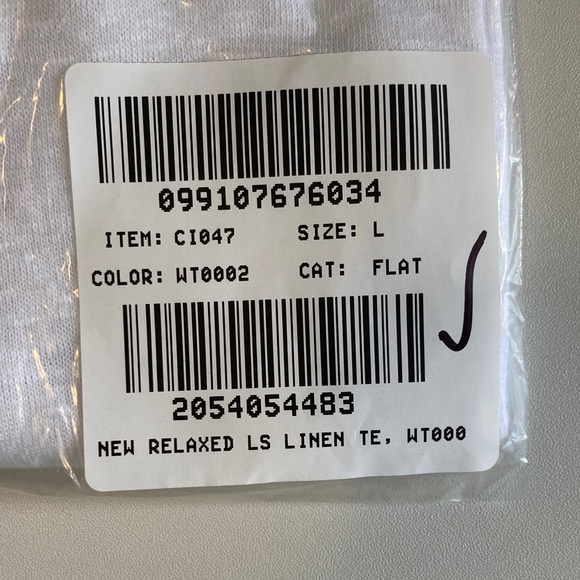 099107676034
ITEM: CI047 SIZE: L
COLOR: WT0002 CAT: FLAT
2054054483
NEW RELAXED LS LINEN TE, WT000